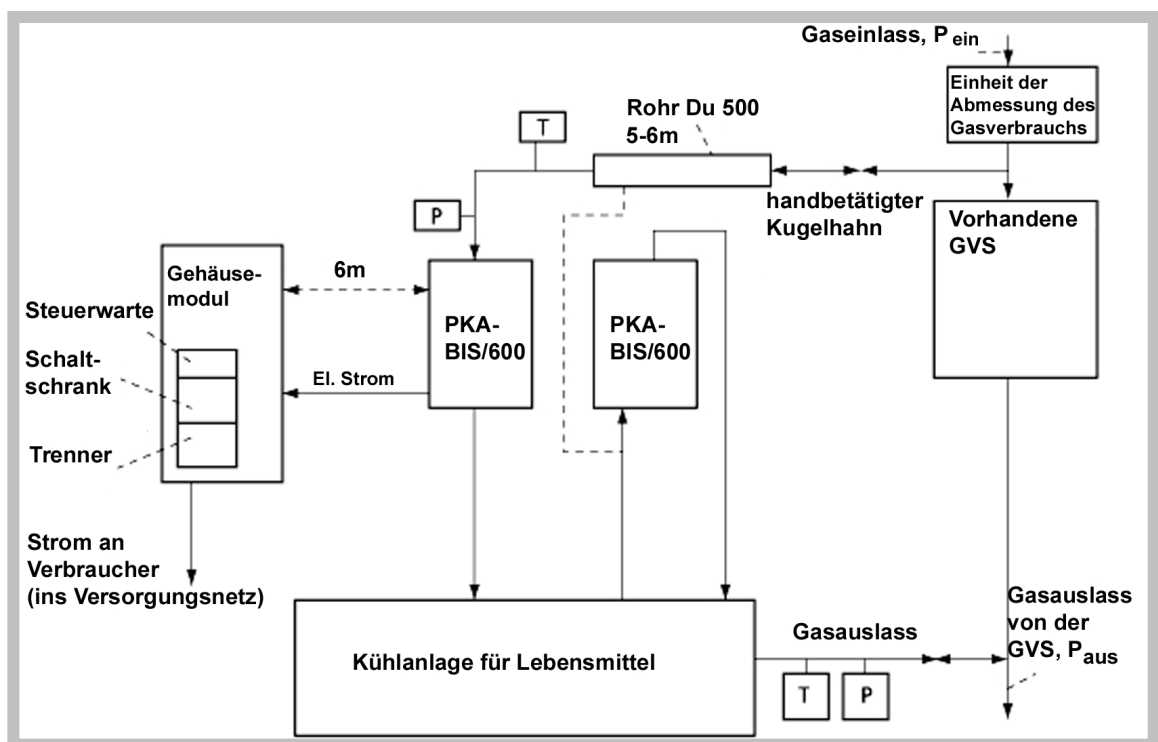 Gaseinlass, P ein
Einheit der
Abmessung des
Gasverbrauchs
Rohr Du 500
5-6m
T
handbetätigter
Kugelhahn
Vorhandene
GVS
P
Gehäuse-
modul
6m
Steuerwarte
PKA-
BIS/600
PKA-
BIS/600
Schalt-
schrank
El. Strom
Trenner
Strom an
Verbraucher
(ins Versorgungsnetz)
Gasauslass
von der
GVS, Paus
Gasauslass
Kühlanlage für Lebensmittel
T
P